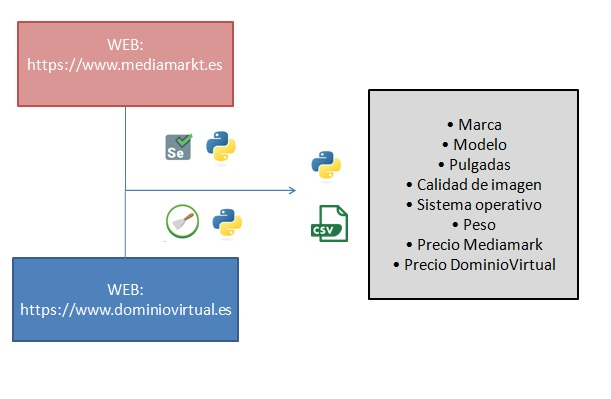 WEB:
https://www.mediamarkt.es
Se
CSV
WEB:
https://www.dominiovirtual.es
• Marca
• Modelo
• Pulgadas
• Calidad de imagen
• Sistema operativo
• Peso
• Precio Mediamark
• Precio DominioVirtual